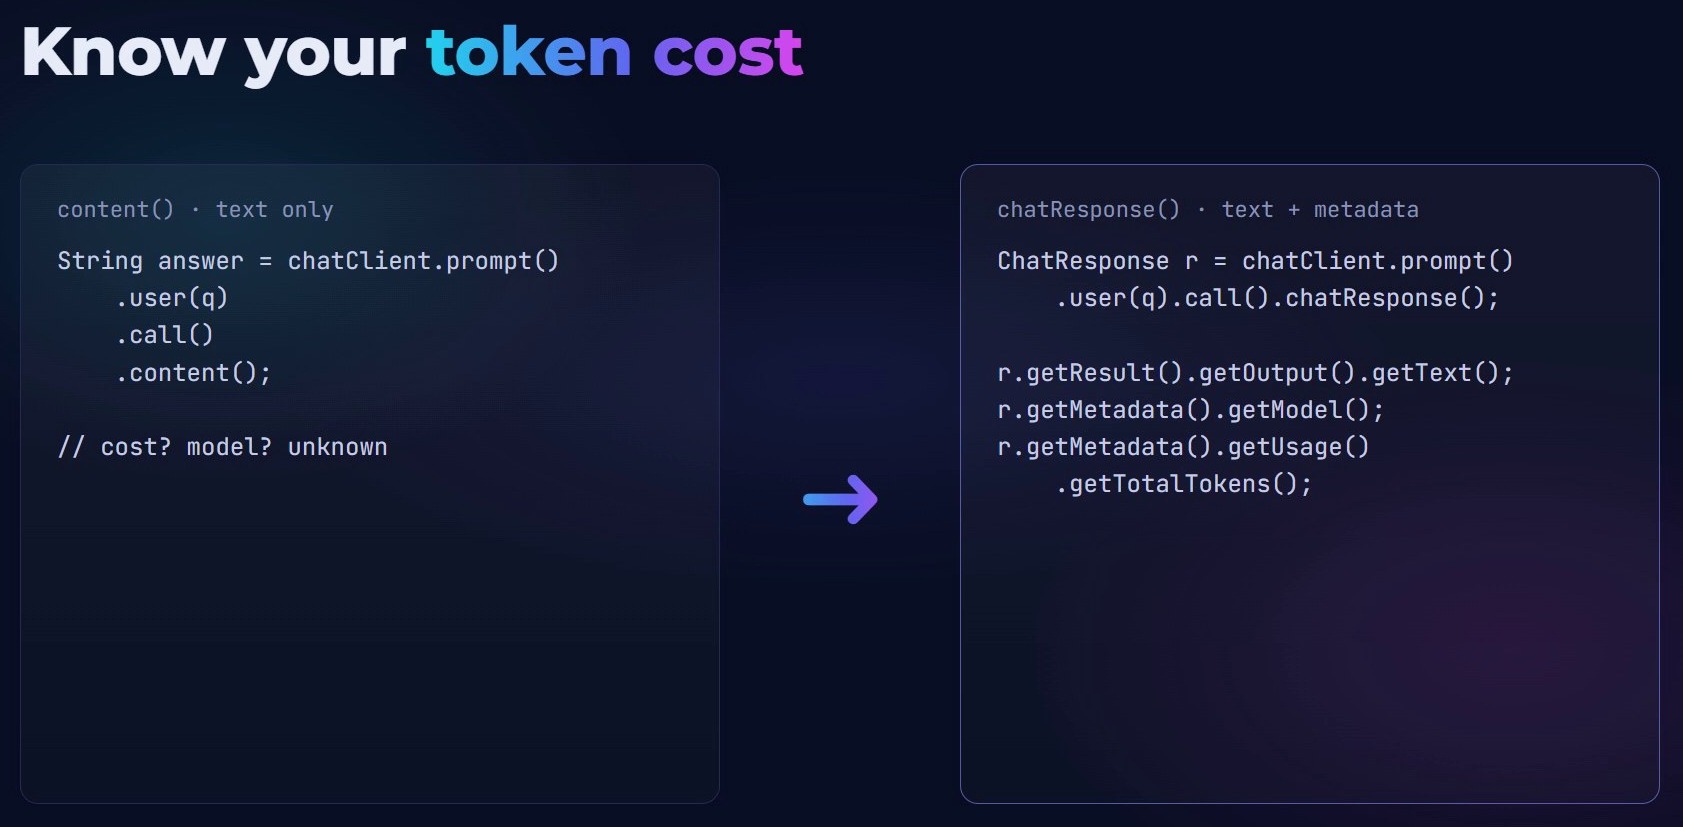 Know your token cost
content() · text only
String answer = chatClient.prompt()
    .user(q)
    .call()
    .content();
// cost? model? unknown
→
chatResponse() · text + metadata
ChatResponse r = chatClient.prompt()
    .user(q).call().chatResponse();
r.getResult().getOutput().getText();
r.getMetadata().getModel();
r.getMetadata().getUsage()
    .getTotalTokens();